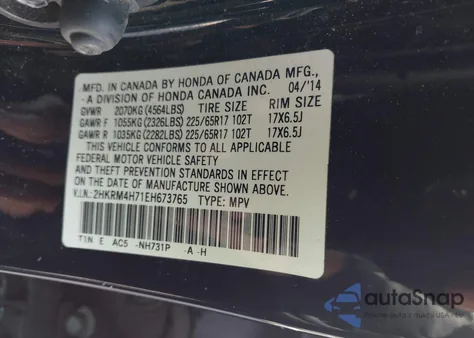 MFD. IN CANADA BY HONDA OF CANADA MFG.,
-A DIVISION OF HONDA CANADA INC. 04/'14
GVWR 2070KG (4564LBS) TIRE SIZE RIM SIZE
GAWR F 1055KG (2326LBS) 225/65R17 102T 17X6.5J
GAWR R 1035KG (2282LBS) 225/65R17 102T 17X6.5J
THIS VEHICLE CONFORMS TO ALL APPLICABLE
FEDERAL MOTOR VEHICLE SAFETY
AND THEFT PREVENTION STANDARDS IN EFFECT
ON THE DATE OF MANUFACTURE SHOWN ABOVE.
V.I.N.: 2HKRM4H71EH673765 TYPE: MPV
T1N E AC5 -NH731P -A -H
autoSnap